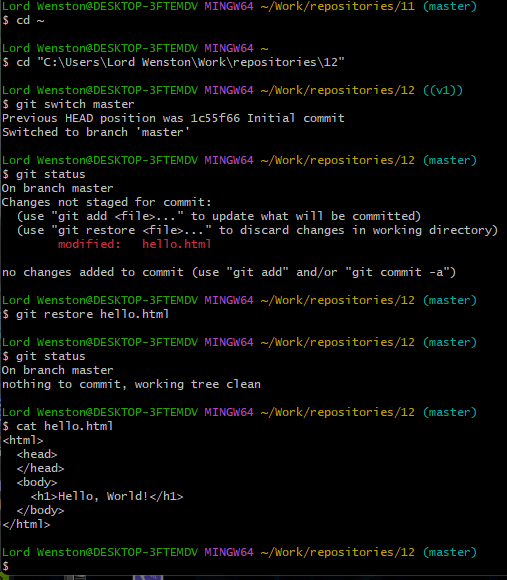 Lord Wenston@DESKTOP-3FTEMDV MINGW64 ~/Work/repositories/11 (master)
$ cd ~
Lord Wenston@DESKTOP-3FTEMDV MINGW64 ~
$ cd "C:\Users\Lord Wenston\Work\repositories\12"
Lord Wenston@DESKTOP-3FTEMDV MINGW64 ~/Work/repositories/12 ((v1))
$ git switch master
Previous HEAD position was 1c55f66 Initial commit
Switched to branch 'master'
Lord Wenston@DESKTOP-3FTEMDV MINGW64 ~/Work/repositories/12 (master)
$ git status
On branch master
Changes not staged for commit:
  (use "git add <file>..." to update what will be committed)
  (use "git restore <file>..." to discard changes in working directory)
        modified:   hello.html
no changes added to commit (use "git add" and/or "git commit -a")
Lord Wenston@DESKTOP-3FTEMDV MINGW64 ~/Work/repositories/12 (master)
$ git restore hello.html
Lord Wenston@DESKTOP-3FTEMDV MINGW64 ~/Work/repositories/12 (master)
$ git status
On branch master
nothing to commit, working tree clean
Lord Wenston@DESKTOP-3FTEMDV MINGW64 ~/Work/repositories/12 (master)
$ cat hello.html
<html>
  <head>
  </head>
  <body>
    <h1>Hello, World!</h1>
  </body>
</html>
Lord Wenston@DESKTOP-3FTEMDV MINGW64 ~/Work/repositories/12 (master)
$